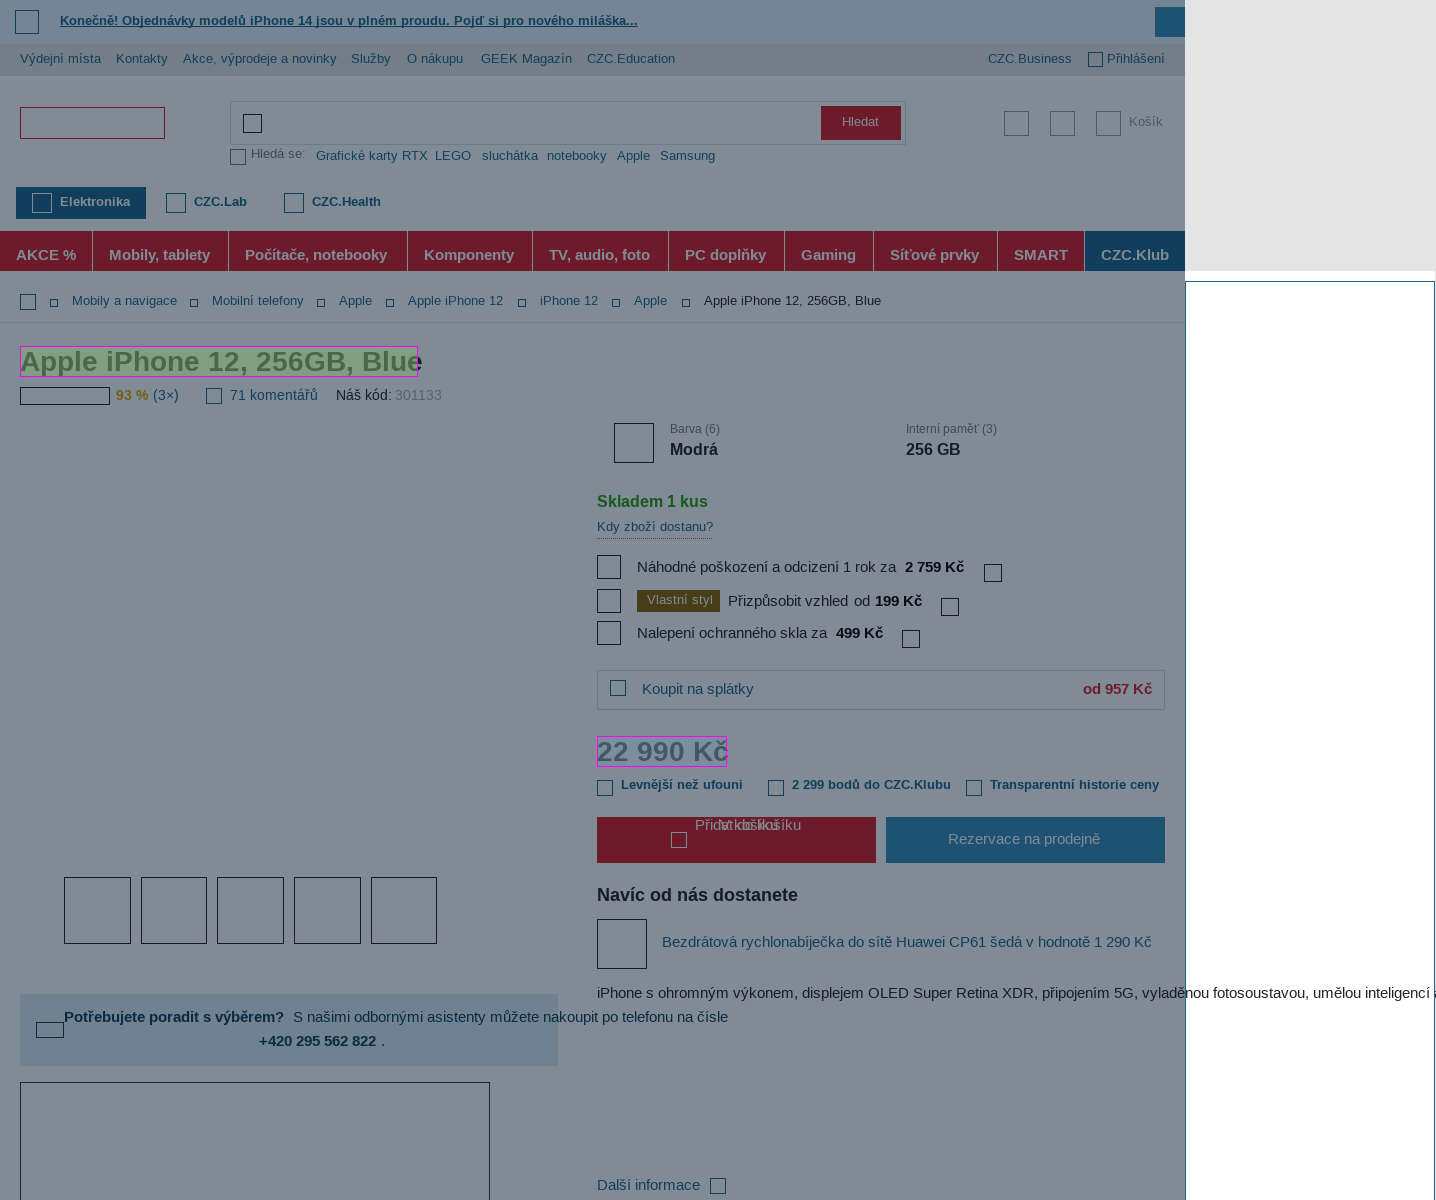 Konečně! Objednávky modelů iPhone 14 jsou v plném proudu. Pojď si pro nového miláška...
Výdejní místa Kontakty Akce, výprodeje a novinky Služby O nákupu GEEK Magazín CZC.Education CZC.Business Přihlášení
Hledat
Košík
Hledá se: Grafické karty RTX LEGO sluchátka notebooky Apple Samsung
Elektronika CZC.Lab CZC.Health
AKCE % Mobily, tablety Počítače, notebooky Komponenty TV, audio, foto PC doplňky Gaming Síťové prvky SMART CZC.Klub
Mobily a navigace Mobilní telefony Apple Apple iPhone 12 iPhone 12 Apple Apple iPhone 12, 256GB, Blue
Apple iPhone 12, 256GB, Blue
93 % (3×) 71 komentářů Náš kód: 301133
Barva (6) Interní paměť (3)
Modrá 256 GB
Skladem 1 kus
Kdy zboží dostanu?
Náhodné poškození a odcizení 1 rok za 2 759 Kč
Vlastní styl Přizpůsobit vzhled od 199 Kč
Nalepení ochranného skla za 499 Kč
Koupit na splátky od 957 Kč
22 990 Kč
Levnější než ufouni 2 299 bodů do CZC.Klubu Transparentní historie ceny
Přidat do košíku
V košíku
Rezervace na prodejně
Navíc od nás dostanete
Bezdrátová rychlonabíječka do sítě Huawei CP61 šedá v hodnotě 1 290 Kč
iPhone s ohromným výkonem, displejem OLED Super Retina XDR, připojením 5G, vyladěnou fotosoustavou, umělou inteligencí
Potřebujete poradit s výběrem? S našimi odbornými asistenty můžete nakoupit po telefonu na čísle
+420 295 562 822 .
Další informace